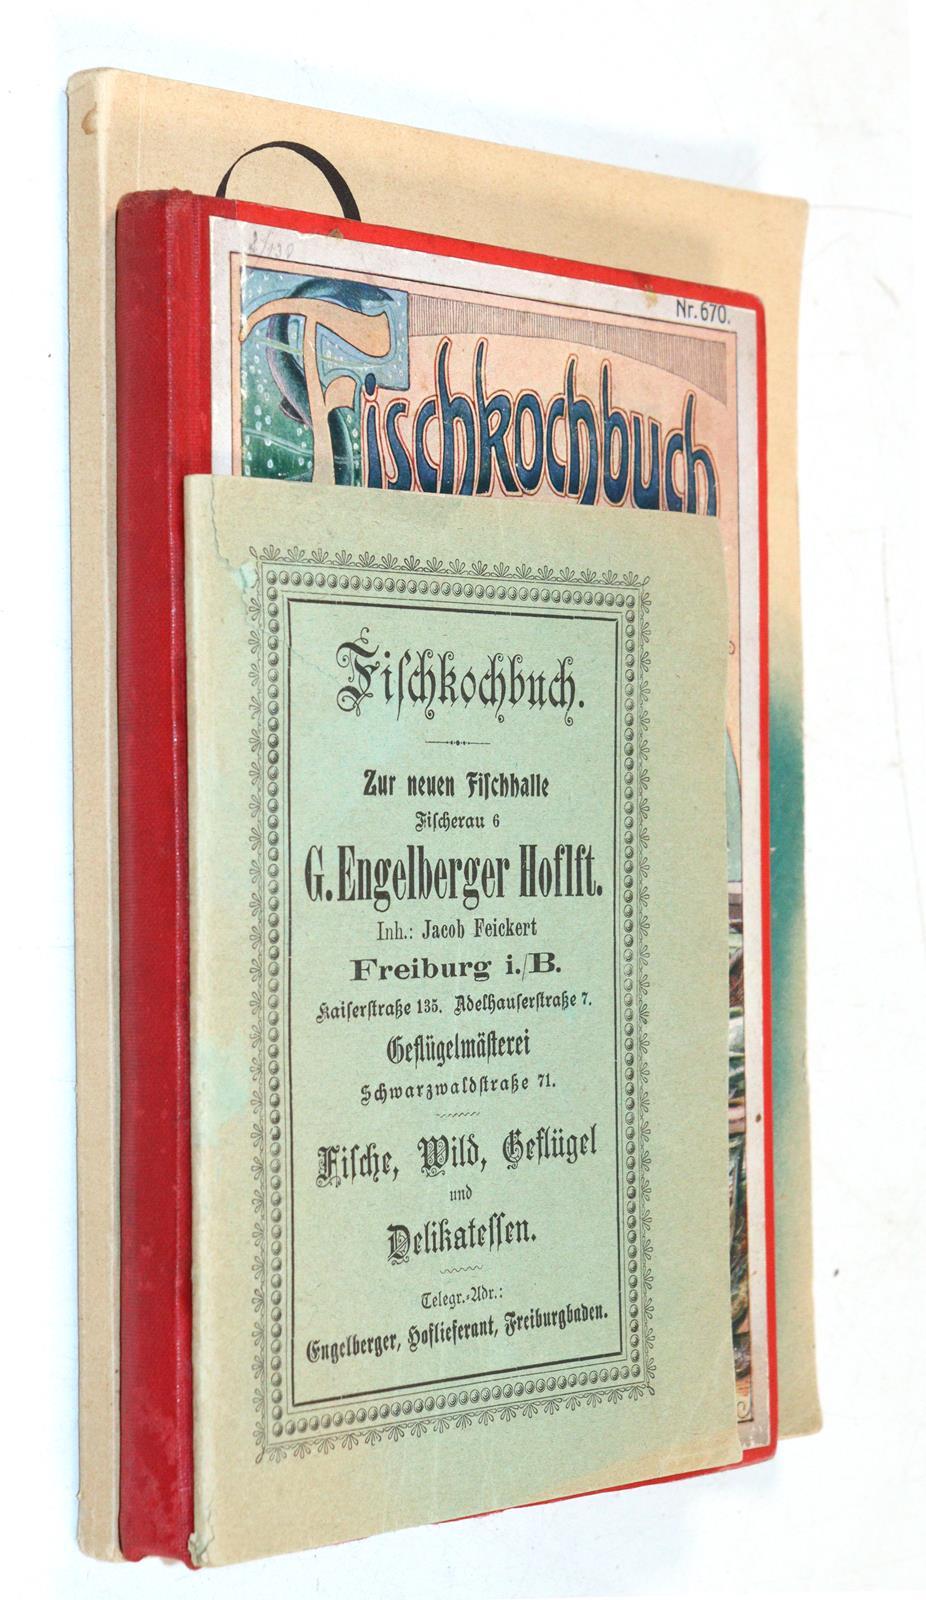 Nr. 670.
Fischkochbuch
Fiſchkochbuch.
Zur neuen Fiſchhalle
Fiſcherau 6
G. Engelberger Hoflft.
Inh.: Jacob Feickert
Freiburg i./B.
Kaiſerſtraße 135. Adelhauſerſtraße 7.
Geflügelmäſterei
Schwarzwaldſtraße 71.
Fiſche, Wild, Geflügel
und
Delikateſſen.
Telegr.-Adr.:
Engelberger, Hoflieferant, Freiburgbaden.